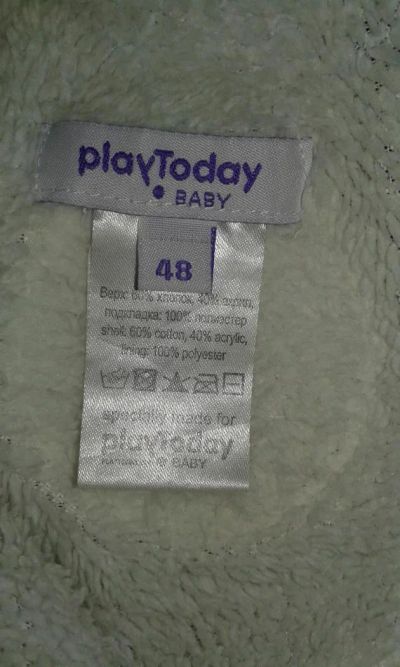 playToday
BABY
48
Верх: 60% хлопок, 40% акрил,
подкладка: 100% полиэстер
shell: 60% cotton, 40% acrylic,
lining: 100% polyester
specially made for
playToday
BABY